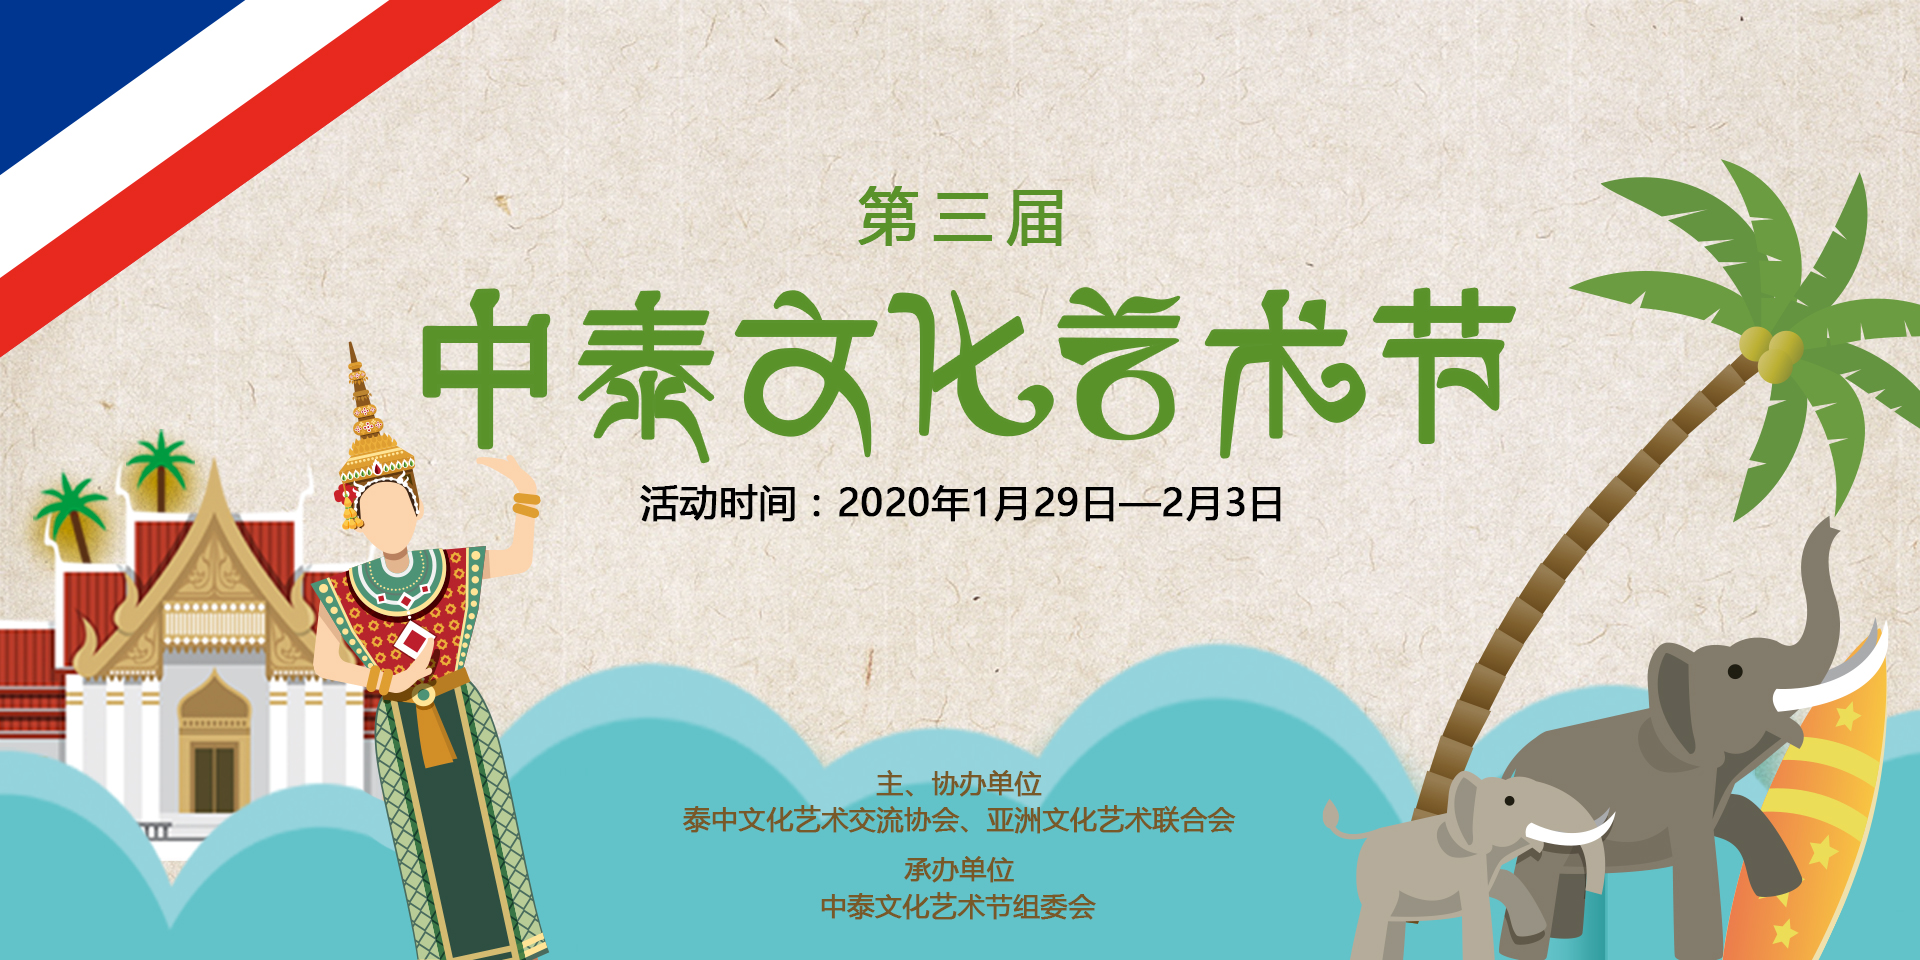 第三届
中泰文化艺术节
活动时间：2020年1月29日—2月3日
主、协办单位
泰中文化艺术交流协会、亚洲文化艺术联合会
承办单位
中泰文化艺术节组委会